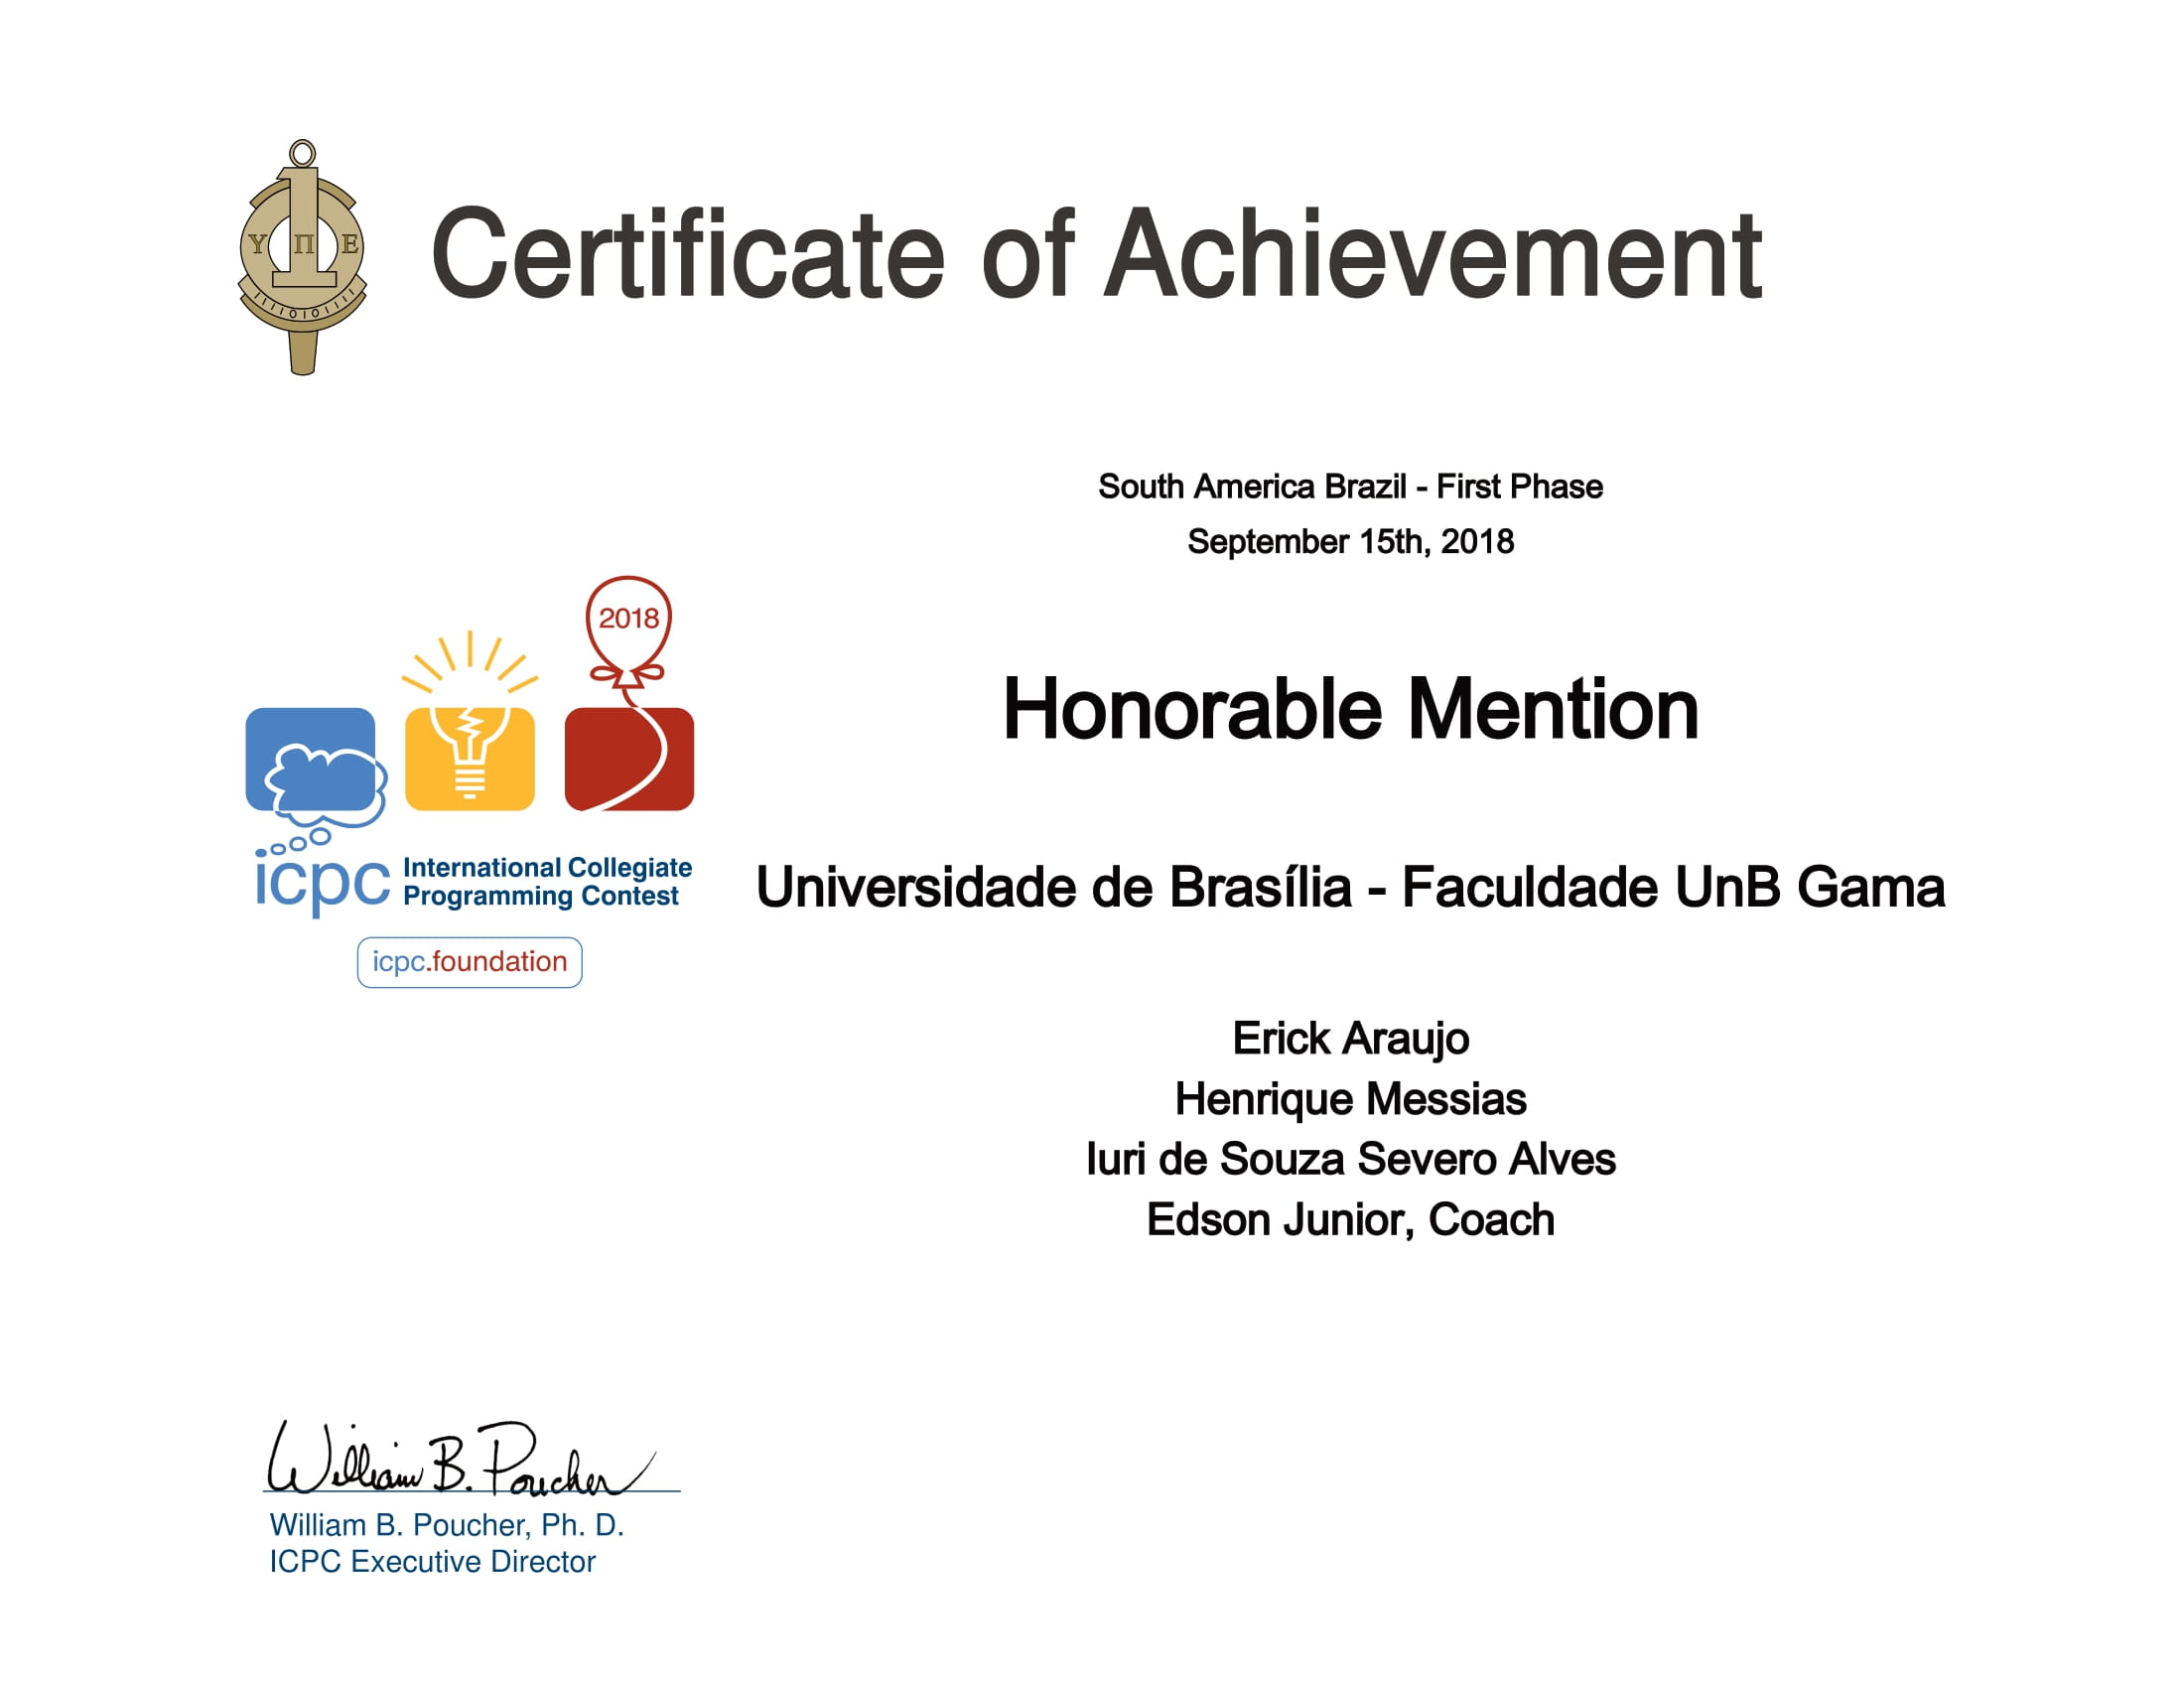 Υ Π Ε
Certificate of Achievement
South America Brazil - First Phase
September 15th, 2018
2018
Honorable Mention
icpc International Collegiate
Programming Contest
Universidade de Brasília - Faculdade UnB Gama
icpc.foundation
Erick Araujo
Henrique Messias
Iuri de Souza Severo Alves
Edson Junior, Coach
William B. Poucher
William B. Poucher, Ph. D.
ICPC Executive Director